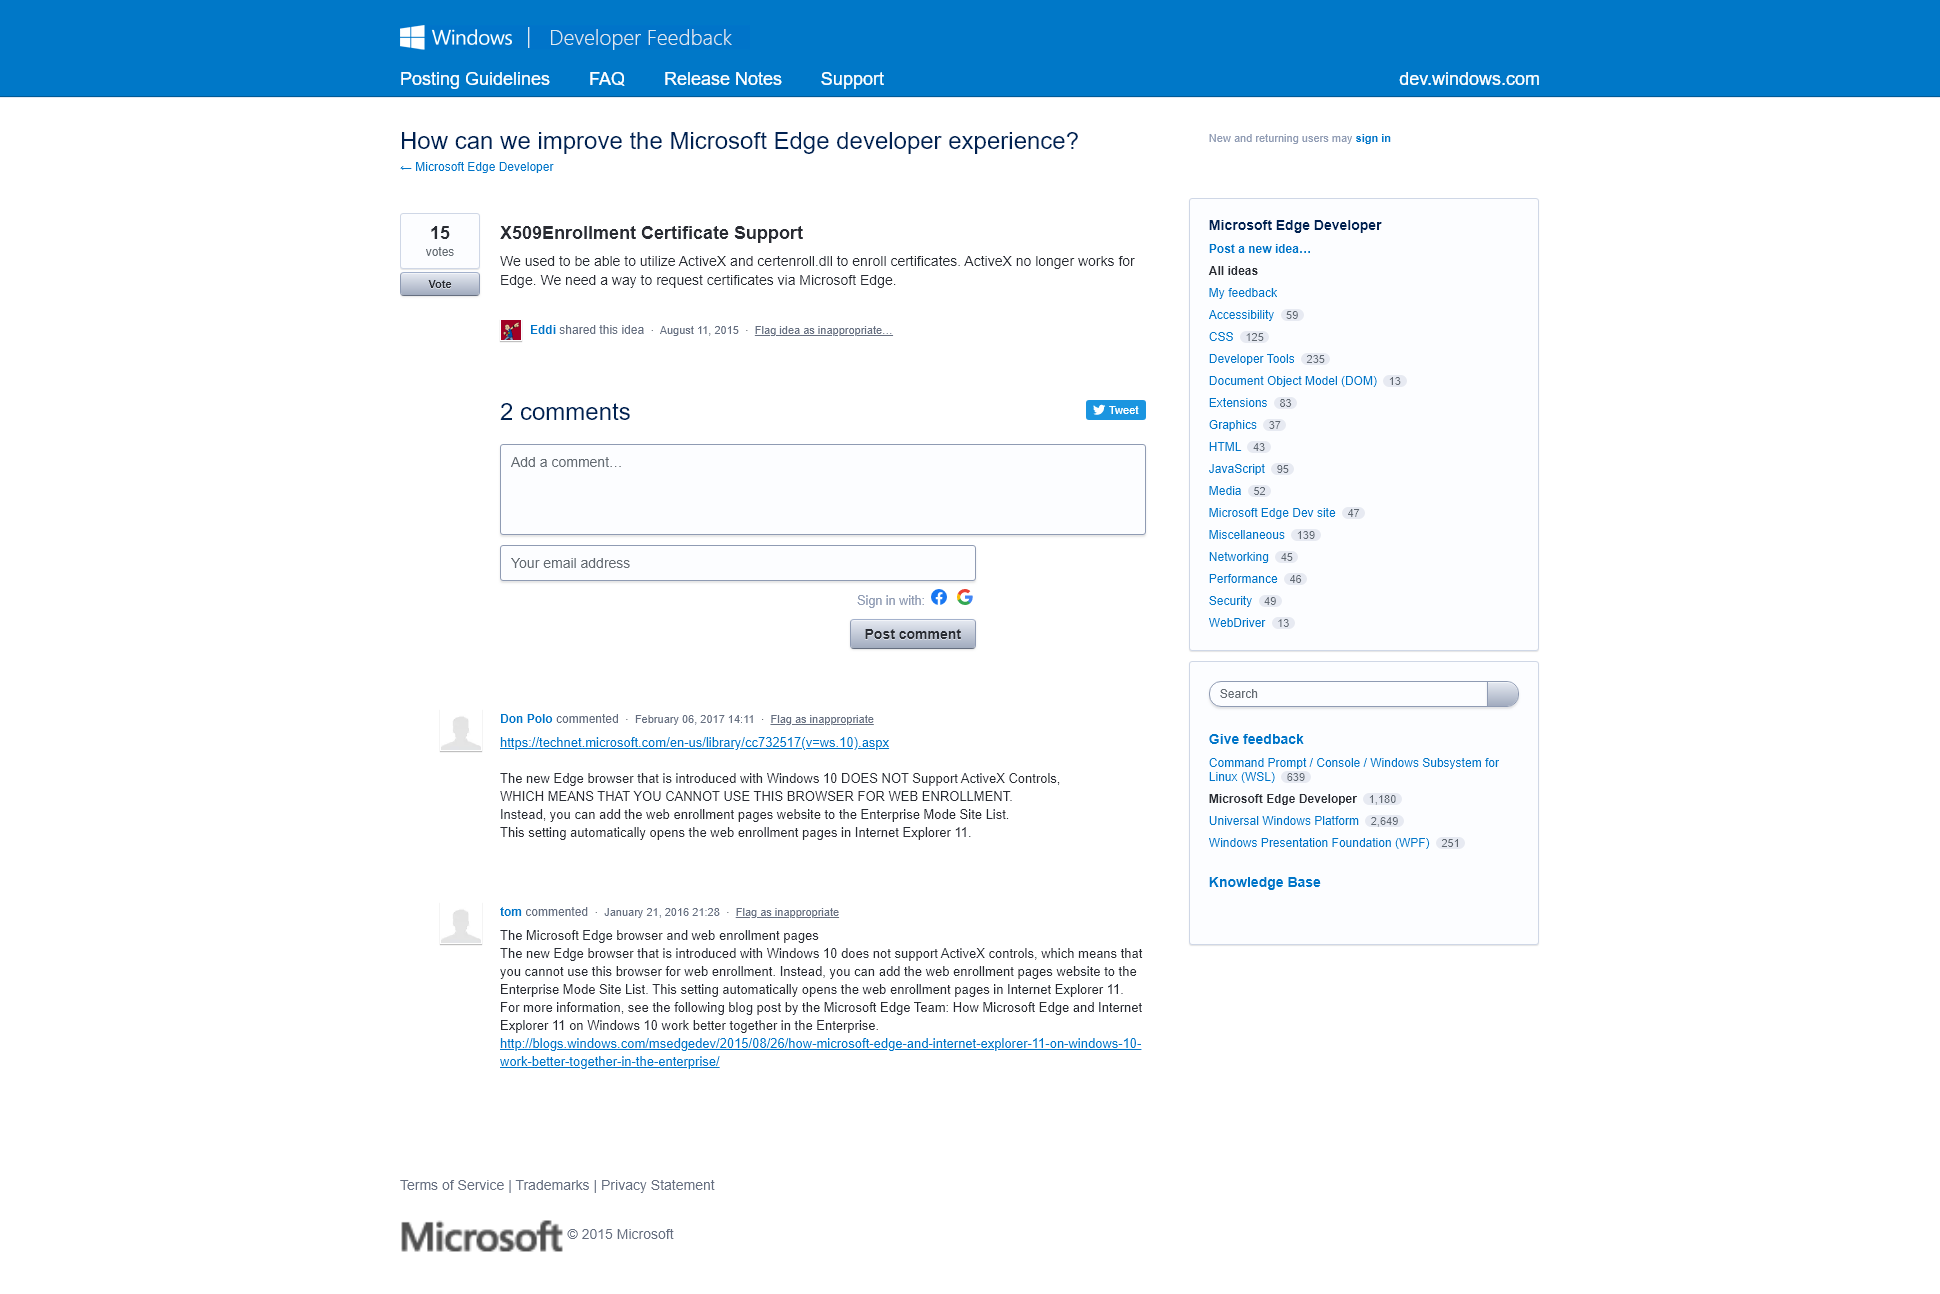 Windows | Developer Feedback
Posting Guidelines FAQ Release Notes Support dev.windows.com
How can we improve the Microsoft Edge developer experience?
← Microsoft Edge Developer
New and returning users may sign in
15
votes
Vote
X509Enrollment Certificate Support
We used to be able to utilize ActiveX and certenroll.dll to enroll certificates. ActiveX no longer works for
Edge. We need a way to request certificates via Microsoft Edge.
Eddi shared this idea · August 11, 2015 · Flag idea as inappropriate…
2 comments
Tweet
Add a comment…
Your email address
Sign in with:
Post comment
Don Polo commented · February 06, 2017 14:11 · Flag as inappropriate
https://technet.microsoft.com/en-us/library/cc732517(v=ws.10).aspx
The new Edge browser that is introduced with Windows 10 DOES NOT Support ActiveX Controls,
WHICH MEANS THAT YOU CANNOT USE THIS BROWSER FOR WEB ENROLLMENT.
Instead, you can add the web enrollment pages website to the Enterprise Mode Site List.
This setting automatically opens the web enrollment pages in Internet Explorer 11.
tom commented · January 21, 2016 21:28 · Flag as inappropriate
The Microsoft Edge browser and web enrollment pages
The new Edge browser that is introduced with Windows 10 does not support ActiveX controls, which means that
you cannot use this browser for web enrollment. Instead, you can add the web enrollment pages website to the
Enterprise Mode Site List. This setting automatically opens the web enrollment pages in Internet Explorer 11.
For more information, see the following blog post by the Microsoft Edge Team: How Microsoft Edge and Internet
Explorer 11 on Windows 10 work better together in the Enterprise.
http://blogs.windows.com/msedgedev/2015/08/26/how-microsoft-edge-and-internet-explorer-11-on-windows-10-
work-better-together-in-the-enterprise/
Microsoft Edge Developer
Post a new idea…
All ideas
My feedback
Accessibility 59
CSS 125
Developer Tools 235
Document Object Model (DOM) 13
Extensions 83
Graphics 37
HTML 43
JavaScript 95
Media 52
Microsoft Edge Dev site 47
Miscellaneous 139
Networking 45
Performance 46
Security 49
WebDriver 13
Search
Give feedback
Command Prompt / Console / Windows Subsystem for
Linux (WSL) 639
Microsoft Edge Developer 1,180
Universal Windows Platform 2,649
Windows Presentation Foundation (WPF) 251
Knowledge Base
Terms of Service | Trademarks | Privacy Statement
Microsoft © 2015 Microsoft